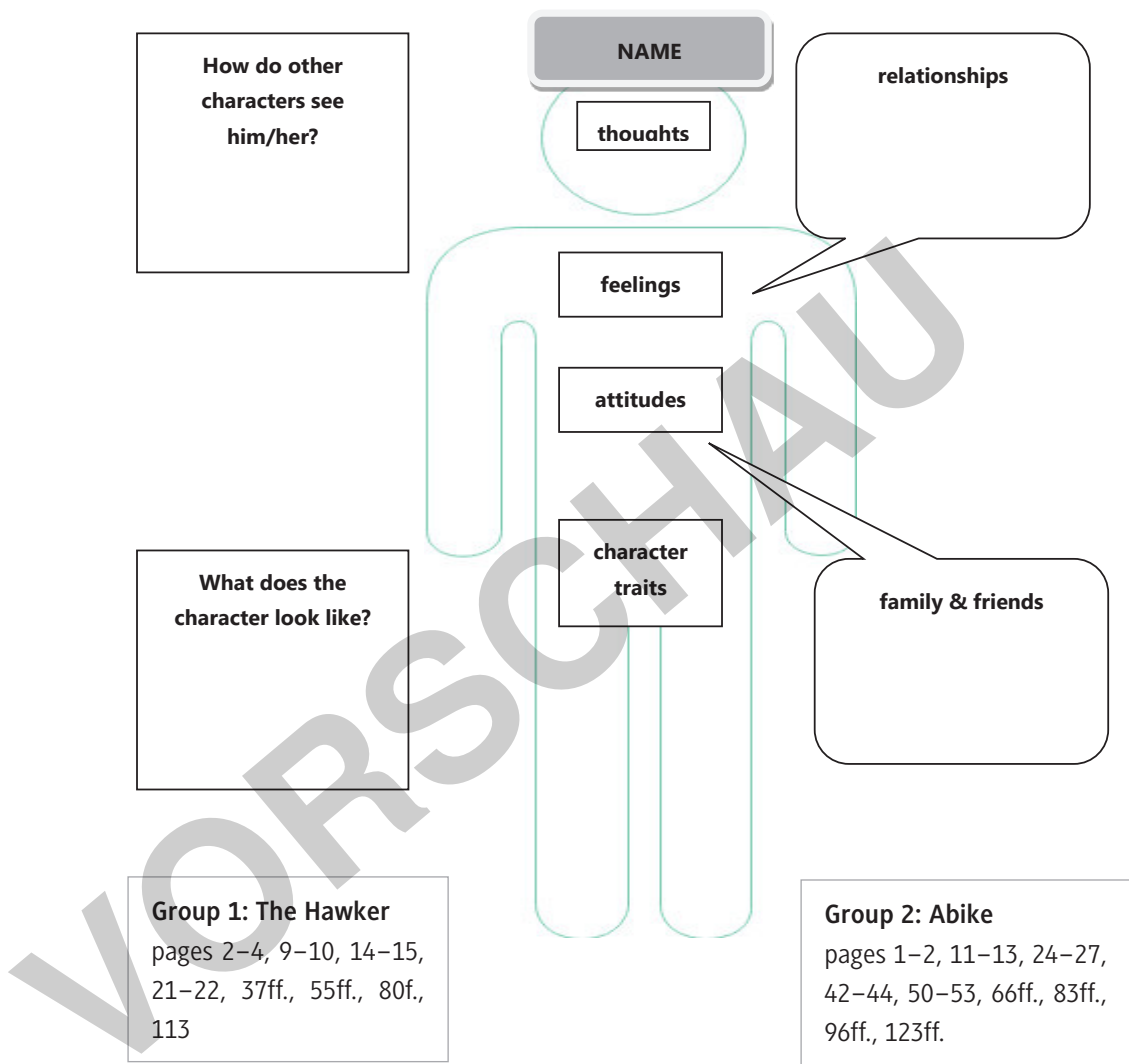 How do other
characters see
him/her?
NAME
thoughts
relationships
feelings
attitudes
character
traits
What does the
character look like?
family & friends
VORSCHAU
Group 1: The Hawker
pages 2–4, 9–10, 14–15,
21–22, 37ff., 55ff., 80f.,
113
Group 2: Abike
pages 1–2, 11–13, 24–27,
42–44, 50–53, 66ff., 83ff.,
96ff., 123ff.